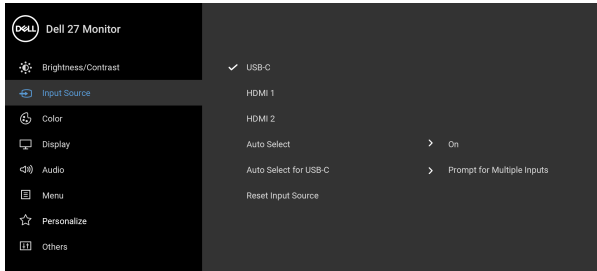 DELL Dell 27 Monitor
Brightness/Contrast
Input Source
Color
Display
Audio
Menu
Personalize
Others
USB-C
HDMI 1
HDMI 2
Auto Select > On
Auto Select for USB-C > Prompt for Multiple Inputs
Reset Input Source